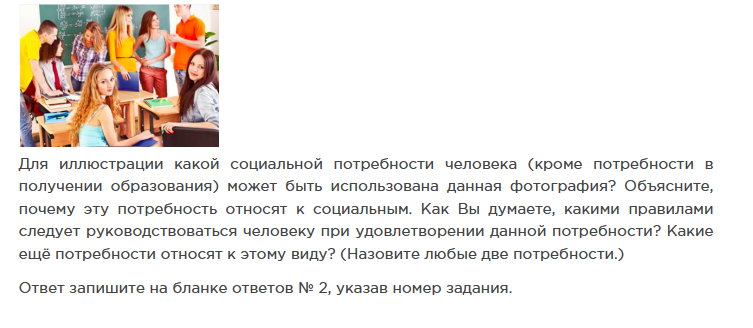 Для иллюстрации какой социальной потребности человека (кроме потребности в
получении образования) может быть использована данная фотография? Объясните,
почему эту потребность относят к социальным. Как Вы думаете, какими правилами
следует руководствоваться человеку при удовлетворении данной потребности? Какие
ещё потребности относят к этому виду? (Назовите любые две потребности.)
Ответ запишите на бланке ответов № 2, указав номер задания.